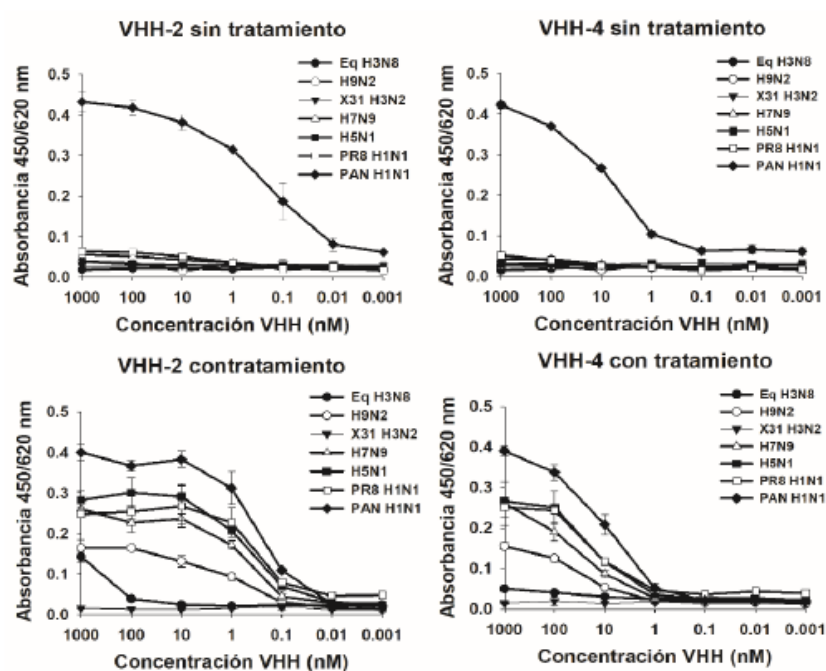 VHH-2 sin tratamiento
Absorbancia 450/620 nm
0.5
0.4
0.3
0.2
0.1
0.0
Eq H3N8
H9N2
X31 H3N2
H7N9
H5N1
PR8 H1N1
PAN H1N1
1000 100 10 1 0.1 0.01 0.001
Concentración VHH (nM)
VHH-4 sin tratamiento
Absorbancia 450/620 nm
0.5
0.4
0.3
0.2
0.1
0.0
Eq H3N8
H9N2
X31 H3N2
H7N9
H5N1
PR8 H1N1
PAN H1N1
1000 100 10 1 0.1 0.01 0.001
Concentración VHH (nM)
VHH-2 contratamiento
Absorbancia 450/620 nm
0.5
0.4
0.3
0.2
0.1
0.0
Eq H3N8
H9N2
X31 H3N2
H7N9
H5N1
PR8 H1N1
PAN H1N1
1000 100 10 1 0.1 0.01 0.001
Concentración VHH (nM)
VHH-4 con tratamiento
Absorbancia 450/620 nm
0.5
0.4
0.3
0.2
0.1
0.0
Eq H3N8
H9N2
X31 H3N2
H7N9
H5N1
PR8 H1N1
PAN H1N1
1000 100 10 1 0.1 0.01 0.001
Concentración VHH (nM)